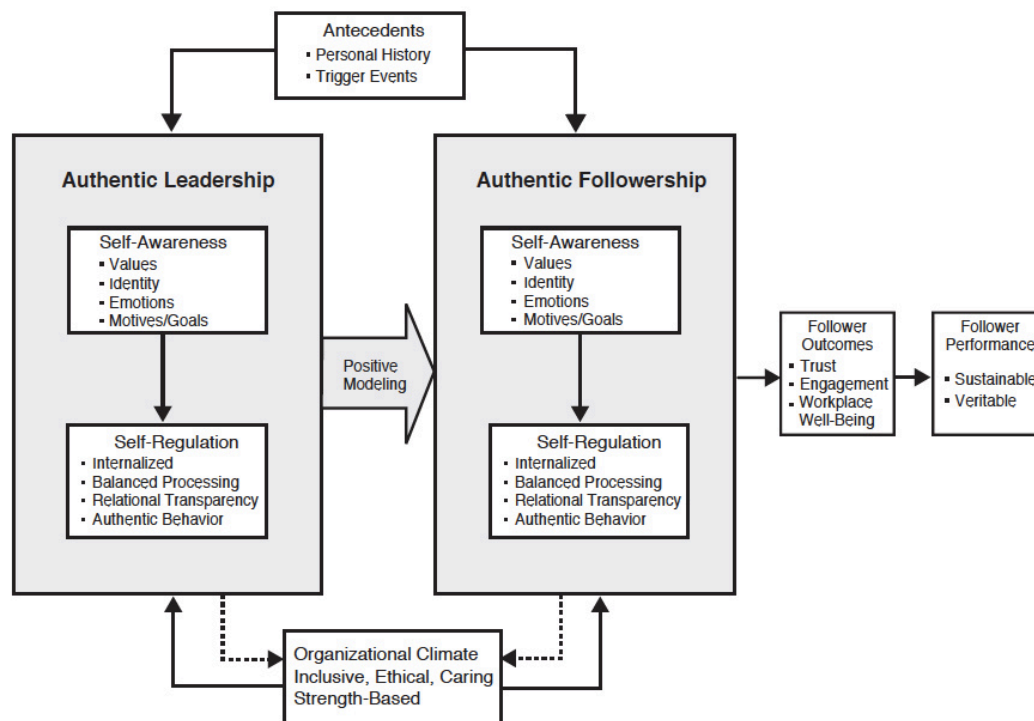 Antecedents
▪ Personal History
▪ Trigger Events
Authentic Leadership
Self-Awareness
▪ Values
▪ Identity
▪ Emotions
▪ Motives/Goals
Self-Regulation
▪ Internalized
▪ Balanced Processing
▪ Relational Transparency
▪ Authentic Behavior
Positive
Modeling
Authentic Followership
Self-Awareness
▪ Values
▪ Identity
▪ Emotions
▪ Motives/Goals
Self-Regulation
▪ Internalized
▪ Balanced Processing
▪ Relational Transparency
▪ Authentic Behavior
Follower
Outcomes
▪ Trust
▪ Engagement
▪ Workplace
Well-Being
Follower
Performance
▪ Sustainable
▪ Veritable
Organizational Climate
Inclusive, Ethical, Caring
Strength-Based